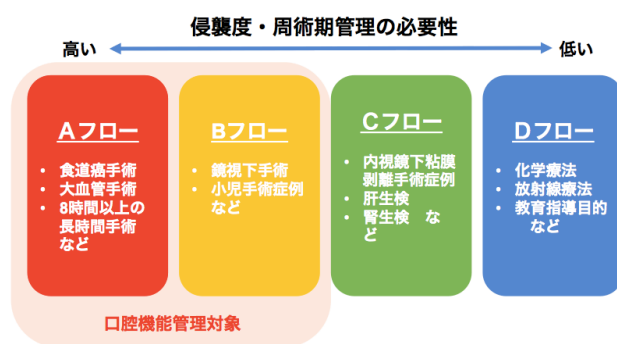 侵襲度・周術期管理の必要性
高い
低い
Aフロー
• 食道癌手術
• 大血管手術
• 8時間以上の
長時間手術
など
Bフロー
• 鏡視下手術
• 小児手術症例
など
Cフロー
• 内視鏡下粘膜
剥離手術症例
• 肝生検
• 腎生検 な
ど
Dフロー
• 化学療法
• 放射線療法
• 教育指導目的
など
口腔機能管理対象